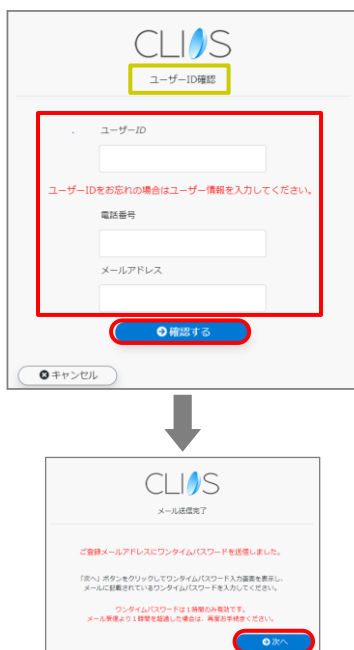 CLIOS
ユーザーID確認
ユーザーID
ユーザーIDをお忘れの場合はユーザー情報を入力してください。
電話番号
メールアドレス
確認する
キャンセル
CLIOS
メール送信完了
ご登録メールアドレスにワンタイムパスワードを送信しました。
「次へ」ボタンをクリックしてワンタイムパスワード入力画面を表示し、
メールに記載されているワンタイムパスワードを入力してください。
ワンタイムパスワードは1時間のみ有効です。
メール受信より1時間を超過した場合は、再度お手続きください。
次へ